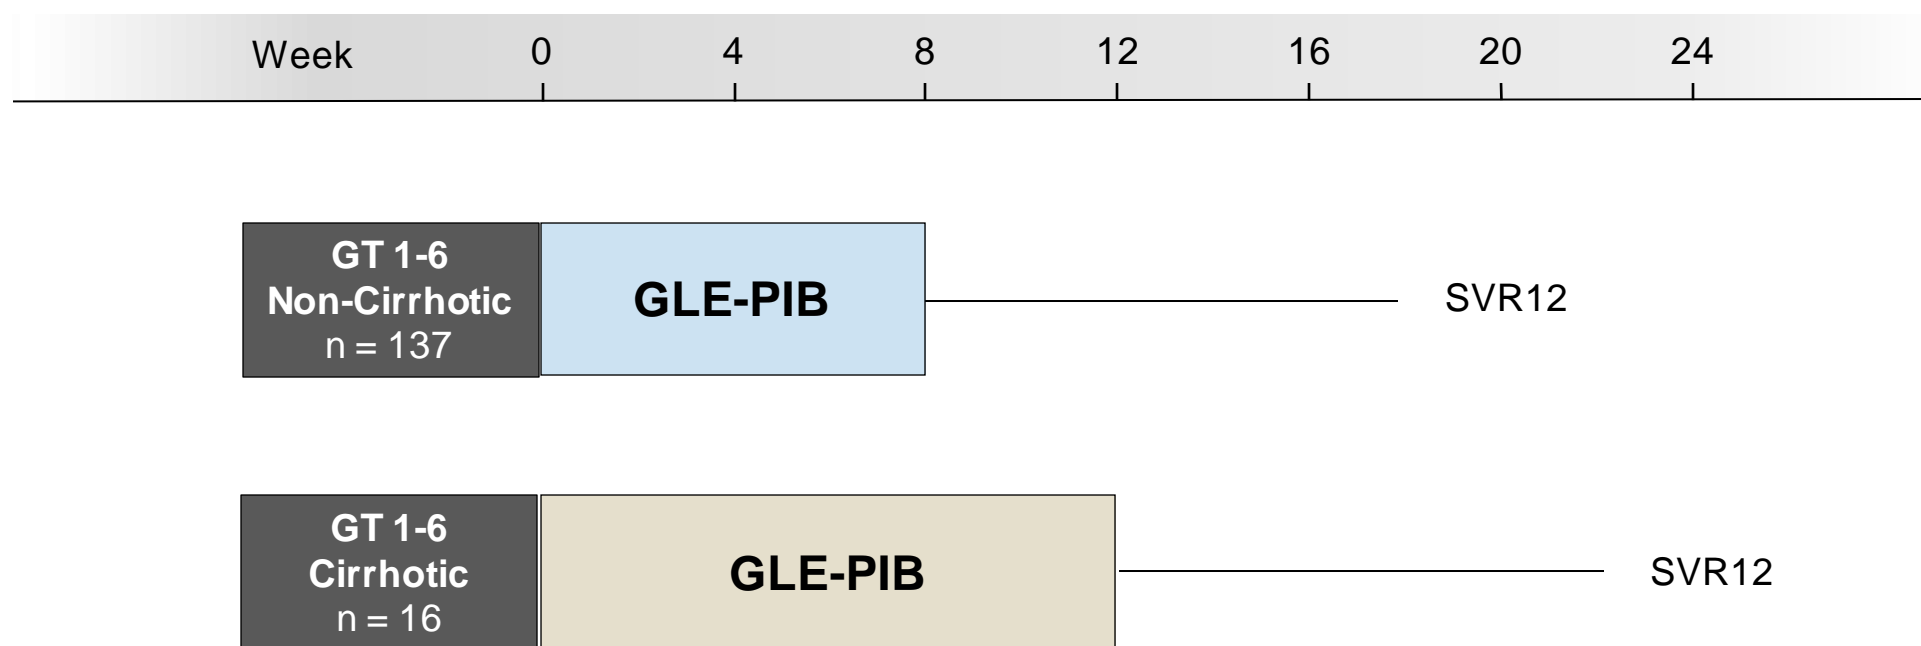 Week 0 4 8 12 16 20 24
GT 1-6
Non-Cirrhotic
n = 137
GLE-PIB
SVR12
GT 1-6
Cirrhotic
n = 16
GLE-PIB
SVR12